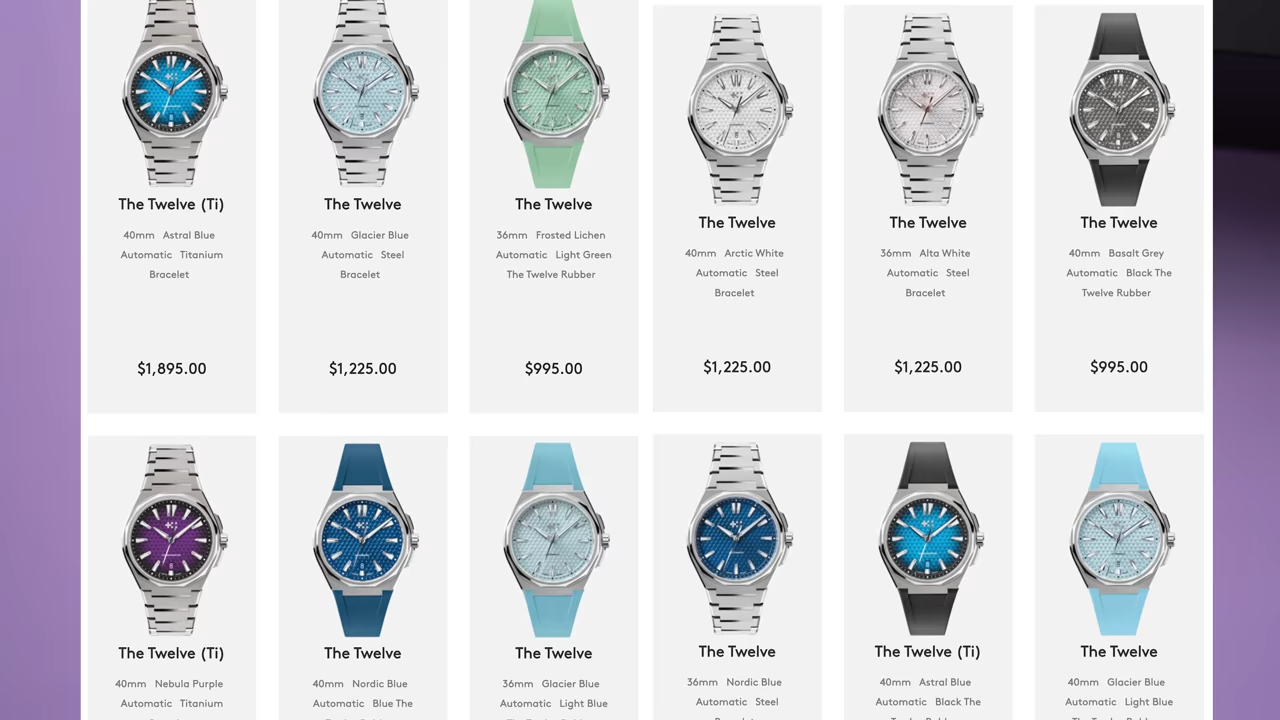 The Twelve (Ti)
40mm Astral Blue
Automatic Titanium
Bracelet
$1,895.00
The Twelve
40mm Glacier Blue
Automatic Steel
Bracelet
$1,225.00
The Twelve
36mm Frosted Lichen
Automatic Light Green
The Twelve Rubber
$995.00
The Twelve
40mm Arctic White
Automatic Steel
Bracelet
$1,225.00
The Twelve
36mm Alta White
Automatic Steel
Bracelet
$1,225.00
The Twelve
40mm Basalt Grey
Automatic Black The
Twelve Rubber
$995.00
The Twelve (Ti)
40mm Nebula Purple
Automatic Titanium
The Twelve
40mm Nordic Blue
Automatic Blue The
The Twelve
36mm Glacier Blue
Automatic Light Blue
The Twelve
36mm Nordic Blue
Automatic Steel
The Twelve (Ti)
40mm Astral Blue
Automatic Black The
The Twelve
40mm Glacier Blue
Automatic Light Blue